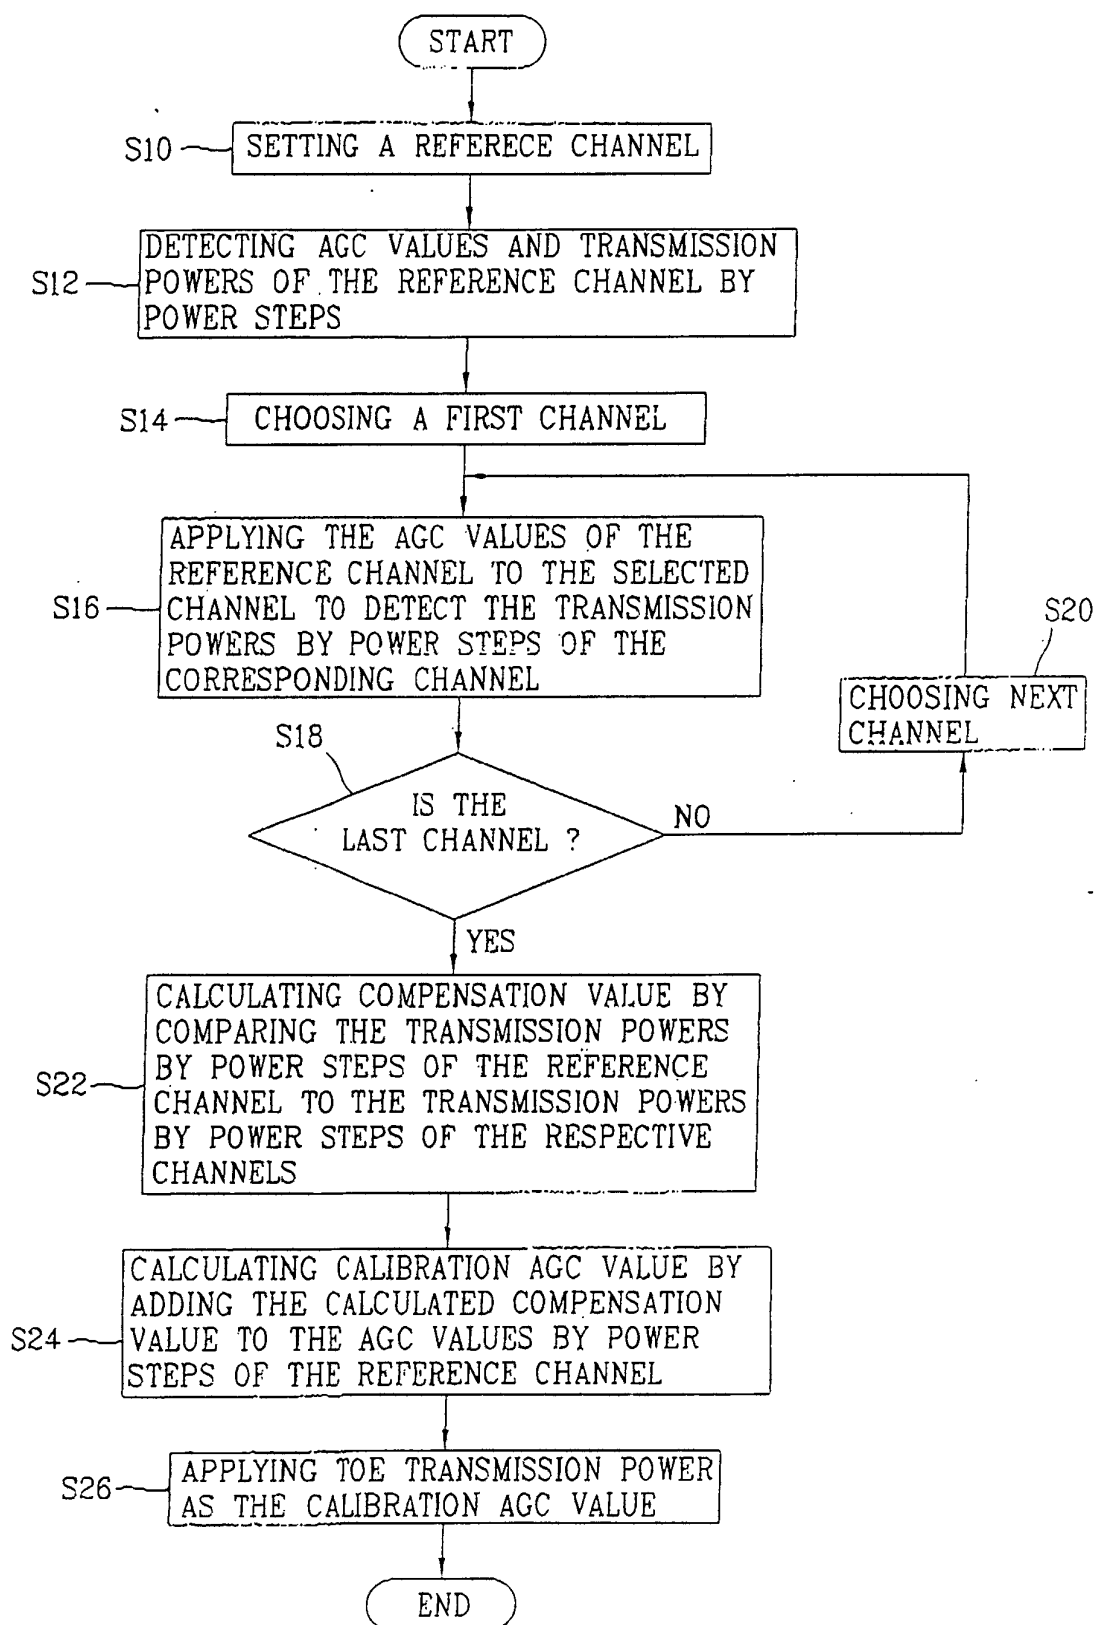 START
S10
SETTING A REFERECE CHANNEL
S12
DETECTING AGC VALUES AND TRANSMISSION
POWERS OF THE REFERENCE CHANNEL BY
POWER STEPS
S14
CHOOSING A FIRST CHANNEL
S16
APPLYING THE AGC VALUES OF THE
REFERENCE CHANNEL TO THE SELECTED
CHANNEL TO DETECT THE TRANSMISSION
POWERS BY POWER STEPS OF THE
CORRESPONDING CHANNEL
S20
CHOOSING NEXT
CHANNEL
S18
IS THE
LAST CHANNEL ?
NO
YES
S22
CALCULATING COMPENSATION VALUE BY
COMPARING THE TRANSMISSION POWERS
BY POWER STEPS OF THE REFERENCE
CHANNEL TO THE TRANSMISSION POWERS
BY POWER STEPS OF THE RESPECTIVE
CHANNELS
S24
CALCULATING CALIBRATION AGC VALUE BY
ADDING THE CALCULATED COMPENSATION
VALUE TO THE AGC VALUES BY POWER
STEPS OF THE REFERENCE CHANNEL
S26
APPLYING TOE TRANSMISSION POWER
AS THE CALIBRATION AGC VALUE
END